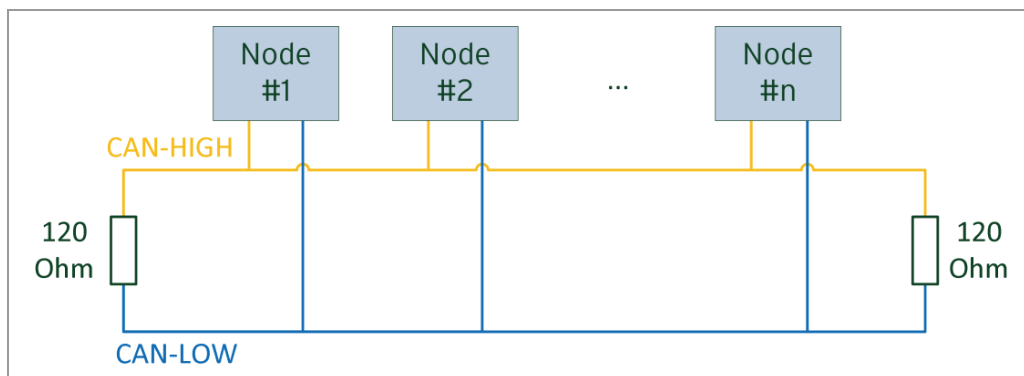 Node
#1
Node
#2
...
Node
#n
CAN-HIGH
120
Ohm
120
Ohm
CAN-LOW